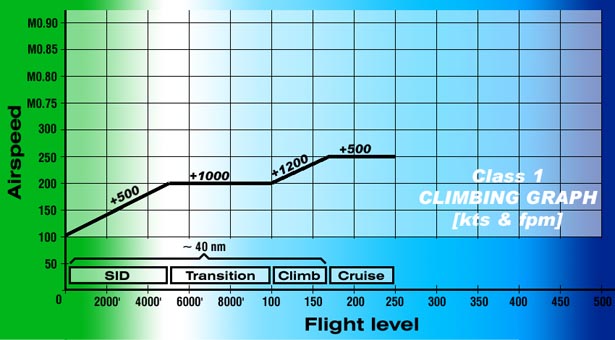 M0.90
M0.85
M0.80
M0.75
300
250
200
150
100
50
0
Airspeed
+500
+1000
+1200
+500
Class 1
CLIMBING GRAPH
[kts & fpm]
~ 40 nm
SID
Transition
Climb
Cruise
2000' 4000' 6000' 8000' 100 150 200 250 300 350 400 450 500
Flight level